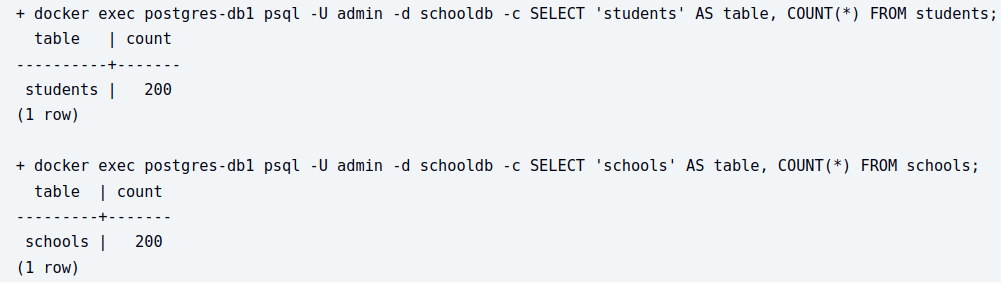 + docker exec postgres-db1 psql -U admin -d schooldb -c SELECT 'students' AS table, COUNT(*) FROM students;
  table   | count
----------+-------
 students |   200
(1 row)

+ docker exec postgres-db1 psql -U admin -d schooldb -c SELECT 'schools' AS table, COUNT(*) FROM schools;
  table  | count
---------+-------
 schools |   200
(1 row)